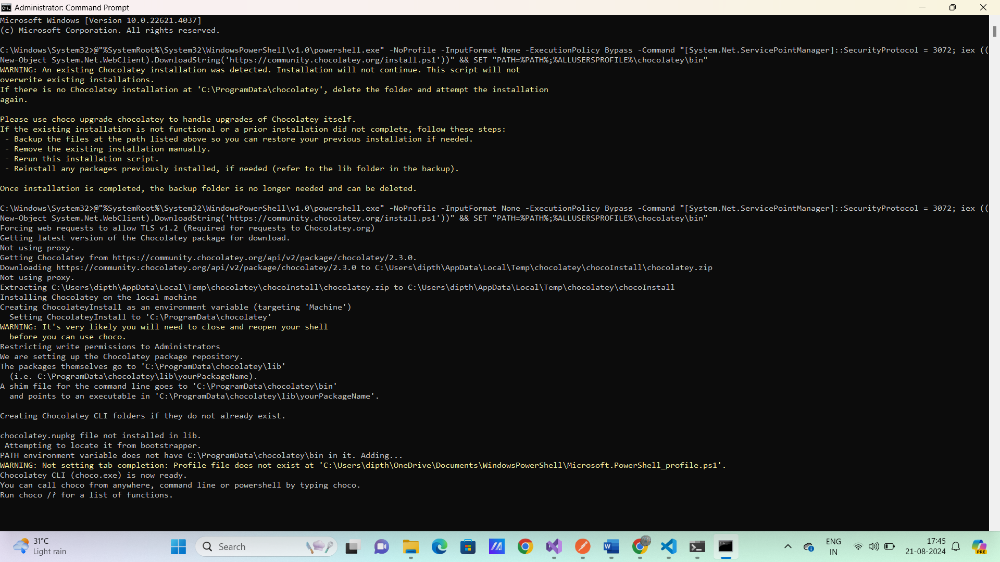 Administrator: Command Prompt
Microsoft Windows [Version 10.0.22621.4037]
(c) Microsoft Corporation. All rights reserved.
C:\Windows\System32>@"%SystemRoot%\System32\WindowsPowerShell\v1.0\powershell.exe" -NoProfile -InputFormat None -ExecutionPolicy Bypass -Command "[System.Net.ServicePointManager]::SecurityProtocol = 3072; iex ((
New-Object System.Net.WebClient).DownloadString('https://community.chocolatey.org/install.ps1'))" && SET "PATH=%PATH%;%ALLUSERSPROFILE%\chocolatey\bin"
WARNING: An existing Chocolatey installation was detected. Installation will not continue. This script will not
overwrite existing installations.
If there is no Chocolatey installation at 'C:\ProgramData\chocolatey', delete the folder and attempt the installation
again.
Please use choco upgrade chocolatey to handle upgrades of Chocolatey itself.
If the existing installation is not functional or a prior installation did not complete, follow these steps:
- Backup the files at the path listed above so you can restore your previous installation if needed.
- Remove the existing installation manually.
- Rerun this installation script.
- Reinstall any packages previously installed, if needed (refer to the lib folder in the backup).
Once installation is completed, the backup folder is no longer needed and can be deleted.
C:\Windows\System32>@"%SystemRoot%\System32\WindowsPowerShell\v1.0\powershell.exe" -NoProfile -InputFormat None -ExecutionPolicy Bypass -Command "[System.Net.ServicePointManager]::SecurityProtocol = 3072; iex ((
New-Object System.Net.WebClient).DownloadString('https://community.chocolatey.org/install.ps1'))" && SET "PATH=%PATH%;%ALLUSERSPROFILE%\chocolatey\bin"
Forcing web requests to allow TLS v1.2 (Required for requests to Chocolatey.org)
Getting latest version of the Chocolatey package for download.
Not using proxy.
Getting Chocolatey from https://community.chocolatey.org/api/v2/package/chocolatey/2.3.0.
Downloading https://community.chocolatey.org/api/v2/package/chocolatey/2.3.0 to C:\Users\dipth\AppData\Local\Temp\chocolatey\chocoInstall\chocolatey.zip
Not using proxy.
Extracting C:\Users\dipth\AppData\Local\Temp\chocolatey\chocoInstall\chocolatey.zip to C:\Users\dipth\AppData\Local\Temp\chocolatey\chocoInstall
Installing Chocolatey on the local machine
Creating ChocolateyInstall as an environment variable (targeting 'Machine')
Setting ChocolateyInstall to 'C:\ProgramData\chocolatey'
WARNING: It's very likely you will need to close and reopen your shell
before you can use choco.
Restricting write permissions to Administrators
We are setting up the Chocolatey package repository.
The packages themselves go to 'C:\ProgramData\chocolatey\lib'
(i.e. C:\ProgramData\chocolatey\lib\yourPackageName).
A shim file for the command line goes to 'C:\ProgramData\chocolatey\bin'
and points to an executable in 'C:\ProgramData\chocolatey\lib\yourPackageName'.
Creating Chocolatey CLI folders if they do not already exist.
chocolatey.nupkg file not installed in lib.
Attempting to locate it from bootstrapper.
PATH environment variable does not have C:\ProgramData\chocolatey\bin in it. Adding...
WARNING: Not setting tab completion: Profile file does not exist at 'C:\Users\dipth\OneDrive\Documents\WindowsPowerShell\Microsoft.PowerShell_profile.ps1'.
Chocolatey CLI (choco.exe) is now ready.
You can call choco from anywhere, command line or powershell by typing choco.
Run choco /? for a list of functions.
31°C
Light rain
Search
ENG
IN
17:45
21-08-2024
PRE